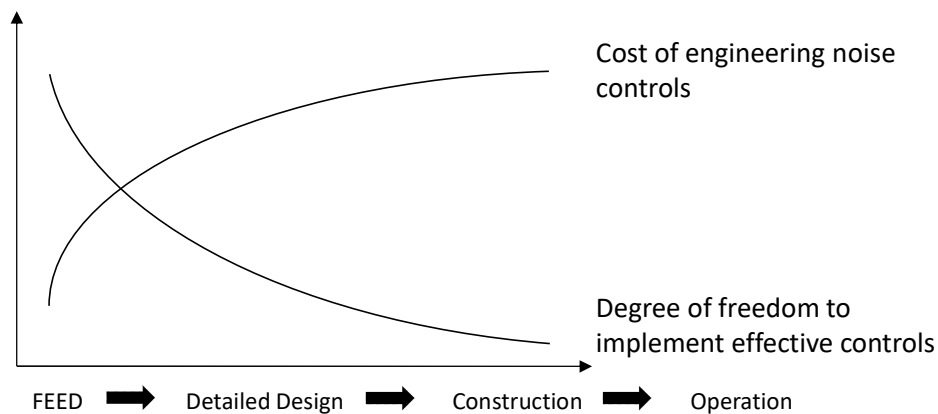 Cost of engineering noise
controls
Degree of freedom to
implement effective controls
FEED Detailed Design Construction Operation